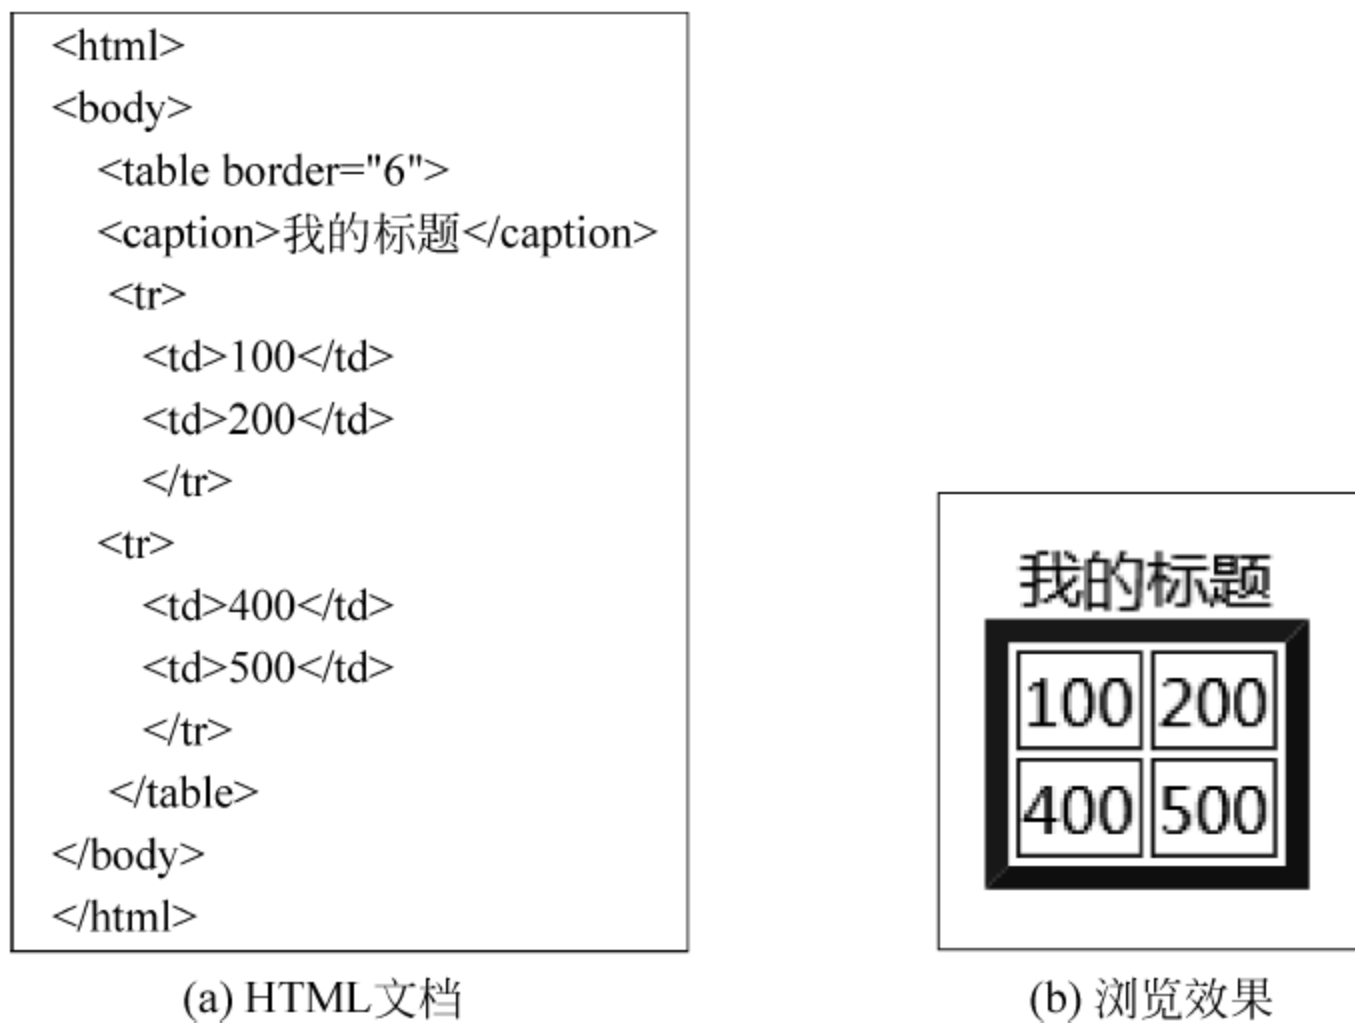 <html>
<body>
<table border="6">
<caption>我的标题</caption>
<tr>
<td>100</td>
<td>200</td>
</tr>
<tr>
<td>400</td>
<td>500</td>
</tr>
</table>
</body>
</html>
(a) HTML文档
我的标题
100 200
400 500
(b) 浏览效果